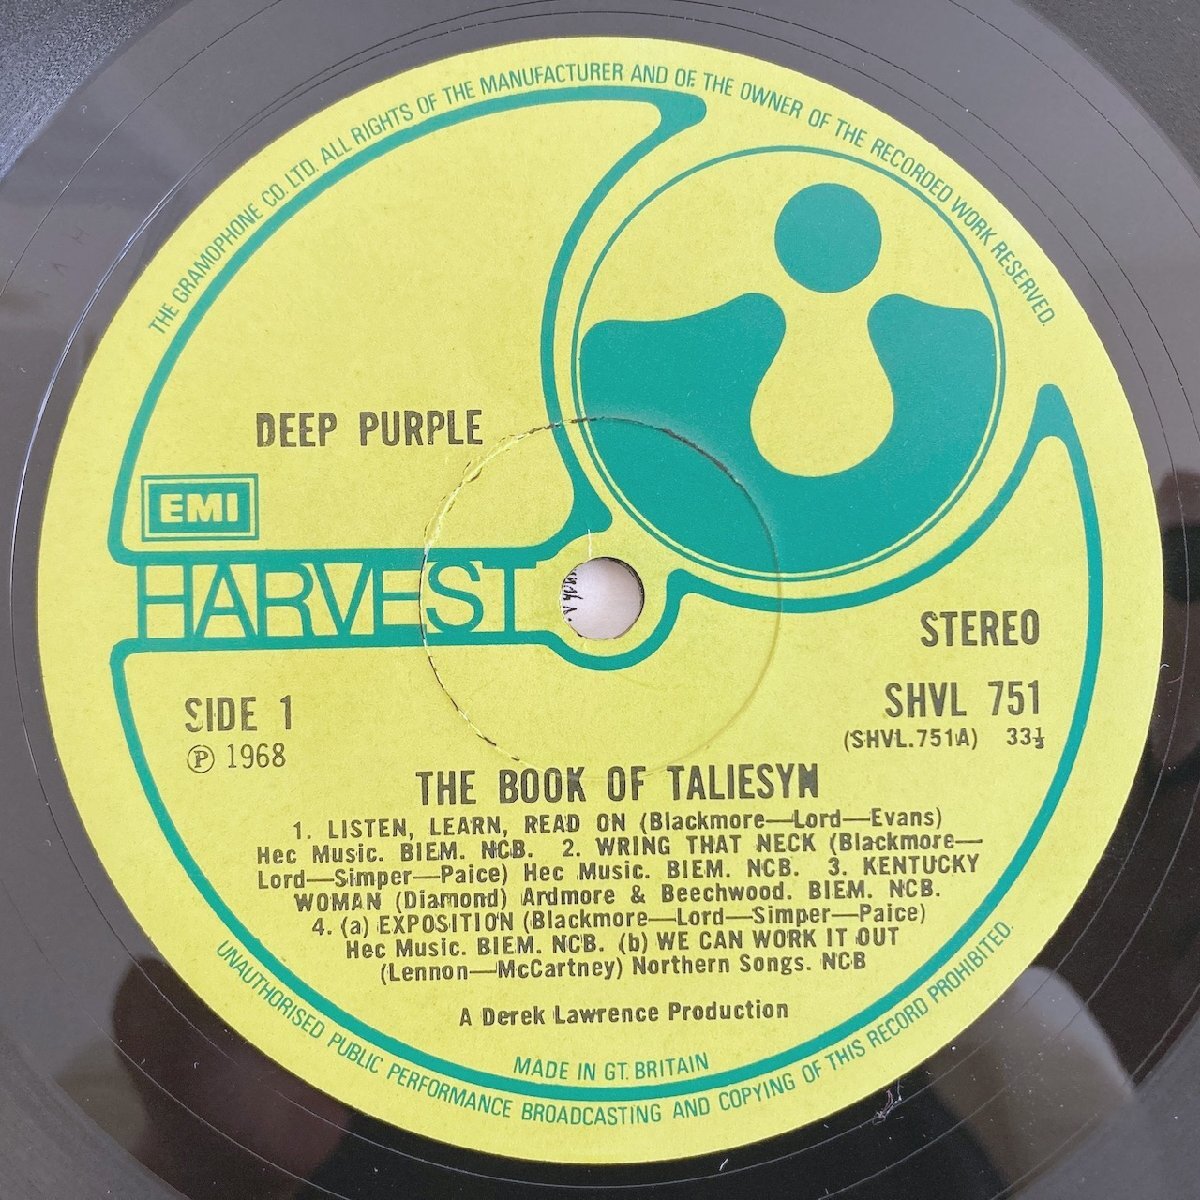 THE GRAMOPHONE CO. LTD. ALL RIGHTS OF THE MANUFACTURER AND OF THE OWNER OF THE RECORDED WORK RESERVED.
DEEP PURPLE
EMI
HARVEST
STEREO
SIDE 1
SHVL 751
℗ 1968
(SHVL.751A) 33⅓
THE BOOK OF TALIESYN
1. LISTEN, LEARN, READ ON (Blackmore—Lord—Evans)
Hec Music. BIEM. NCB. 2. WRING THAT NECK (Blackmore—
Lord—Simper—Paice) Hec Music. BIEM. NCB. 3. KENTUCKY
WOMAN (Diamond) Ardmore & Beechwood. BIEM. NCB.
4. (a) EXPOSITION (Blackmore—Lord—Simper—Paice)
Hec Music. BIEM. NCB. (b) WE CAN WORK IT OUT
(Lennon—McCartney) Northern Songs. NCB
A Derek Lawrence Production
MADE IN GT. BRITAIN
UNAUTHORISED PUBLIC PERFORMANCE BROADCASTING AND COPYING OF THIS RECORD PROHIBITED.